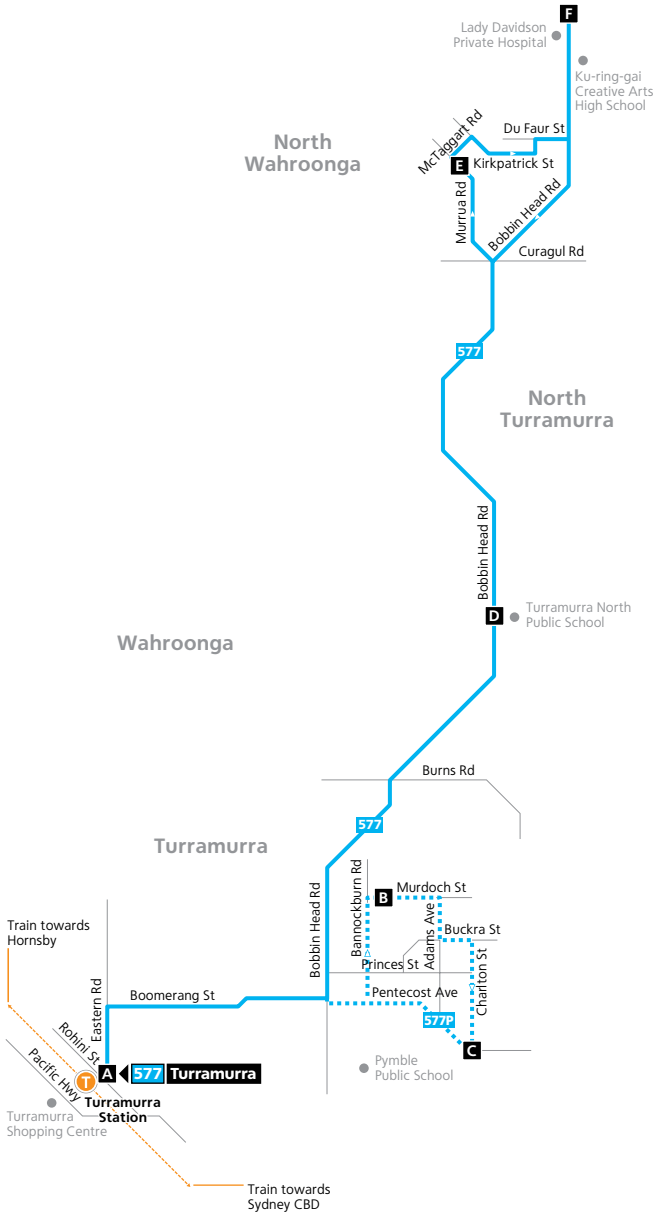 F
Lady Davidson
Private Hospital
Ku-ring-gai
Creative Arts
High School
McTaggart Rd
Du Faur St
North
Wahroonga
E
Kirkpatrick St
Murrua Rd
Bobbin Head Rd
Curagul Rd
577
North
Turramurra
Bobbin Head Rd
D
Turramurra North
Public School
Wahroonga
Burns Rd
577
Turramurra
Bannockburn Rd
B
Murdoch St
Bobbin Head Rd
Adams Ave
Buckra St
Train towards
Hornsby
Princes St
Charlton St
Eastern Rd
Boomerang St
Pentecost Ave
577P
Rohini St
C
Pacific Hwy
T
A
577
Turramurra
Pymble
Public School
Turramurra
Station
Turramurra
Shopping Centre
Train towards
Sydney CBD